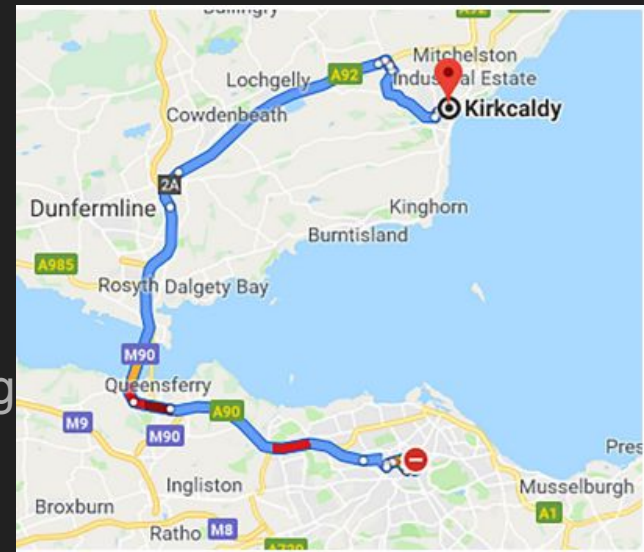 Mitchelston
Industrial Estate
Lochgelly
A92
Kirkcaldy
Cowdenbeath
2A
Dunfermline
Kinghorn
Burntisland
A985
Rosyth Dalgety Bay
M90
Queensferry
g
A90
M9
M90
Ingliston
Musselburgh
Broxburn
A1
Ratho M8